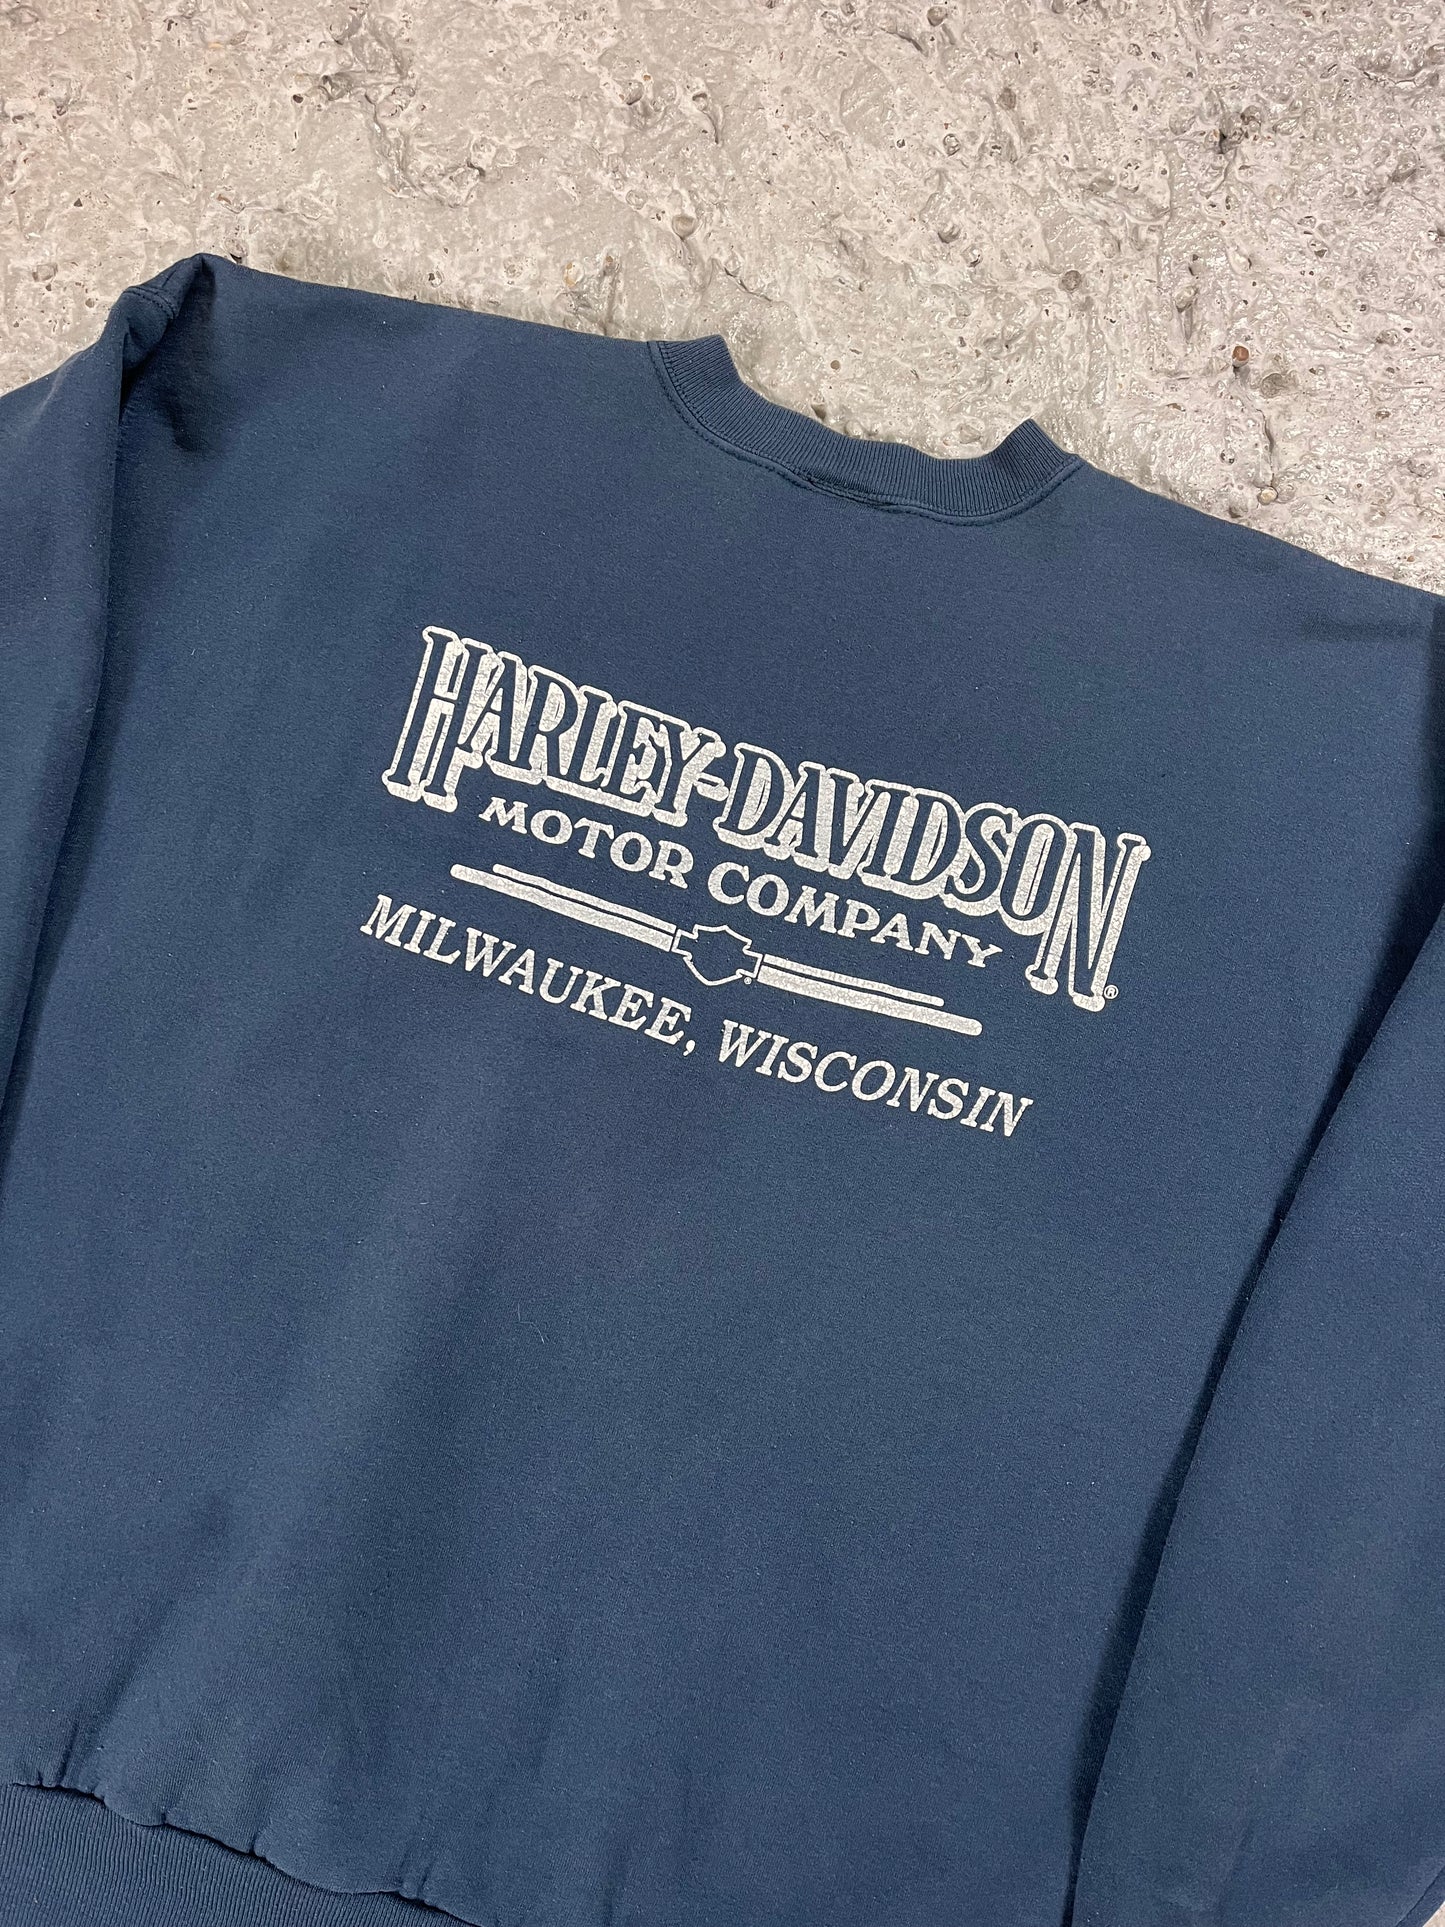 HARLEY-DAVIDSON®
MOTOR COMPANY
®
MILWAUKEE, WISCONSIN